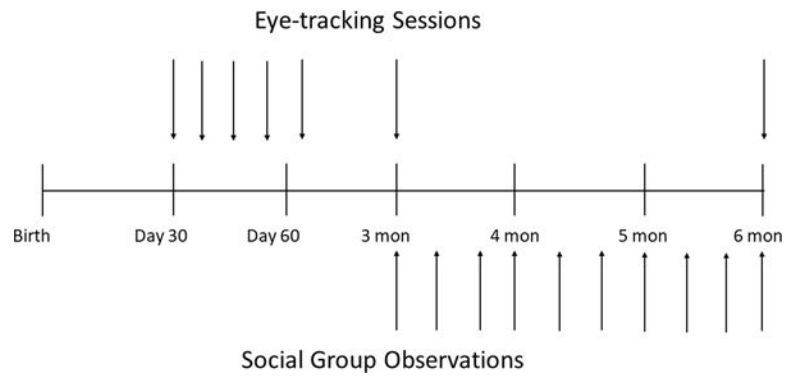 Eye-tracking Sessions
Birth Day 30 Day 60 3 mon 4 mon 5 mon 6 mon
Social Group Observations